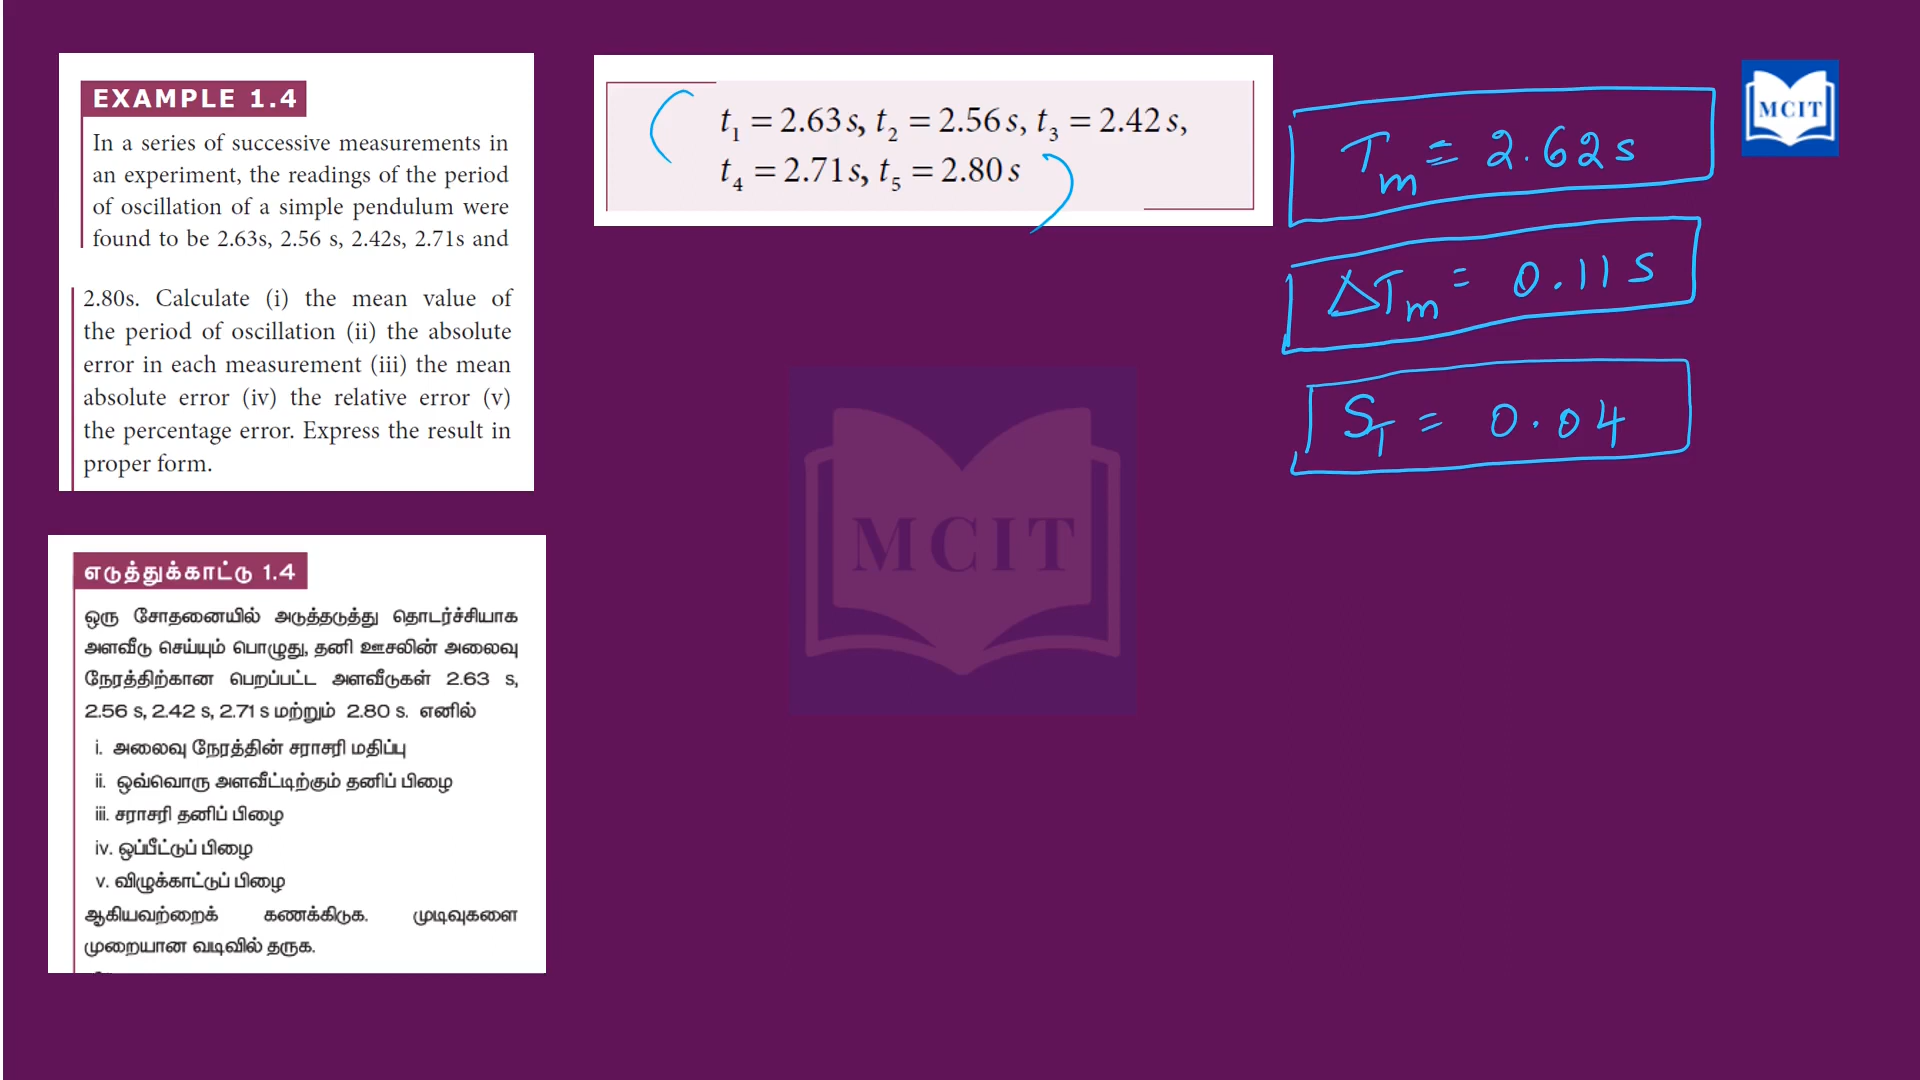 EXAMPLE 1.4
In a series of successive measurements in
an experiment, the readings of the period
of oscillation of a simple pendulum were
found to be 2.63s, 2.56 s, 2.42s, 2.71s and
2.80s. Calculate (i) the mean value of
the period of oscillation (ii) the absolute
error in each measurement (iii) the mean
absolute error (iv) the relative error (v)
the percentage error. Express the result in
proper form.
எடுத்துக்காட்டு 1.4
ஒரு சோதனையில் அடுத்தடுத்து தொடர்ச்சியாக
அளவீடு செய்யும் பொழுது, தனி ஊசலின் அலைவு
நேரத்திற்கான பெறப்பட்ட அளவீடுகள் 2.63 s,
2.56 s, 2.42 s, 2.71 s மற்றும் 2.80 s. எனில்
i. அலைவு நேரத்தின் சராசரி மதிப்பு
ii. ஒவ்வொரு அளவீட்டிற்கும் தனிப் பிழை
iii. சராசரி தனிப் பிழை
iv. ஒப்பீட்டுப் பிழை
v. விழுக்காட்டுப் பிழை
ஆகியவற்றைக் கணக்கிடுக. முடிவுகளை
முறையான வடிவில் தருக.
t₁ = 2.63 s, t₂ = 2.56 s, t₃ = 2.42 s,
t₄ = 2.71 s, t₅ = 2.80 s
Tm = 2.62 s
ΔTm = 0.11 s
S_T = 0.04
MCIT
MCIT